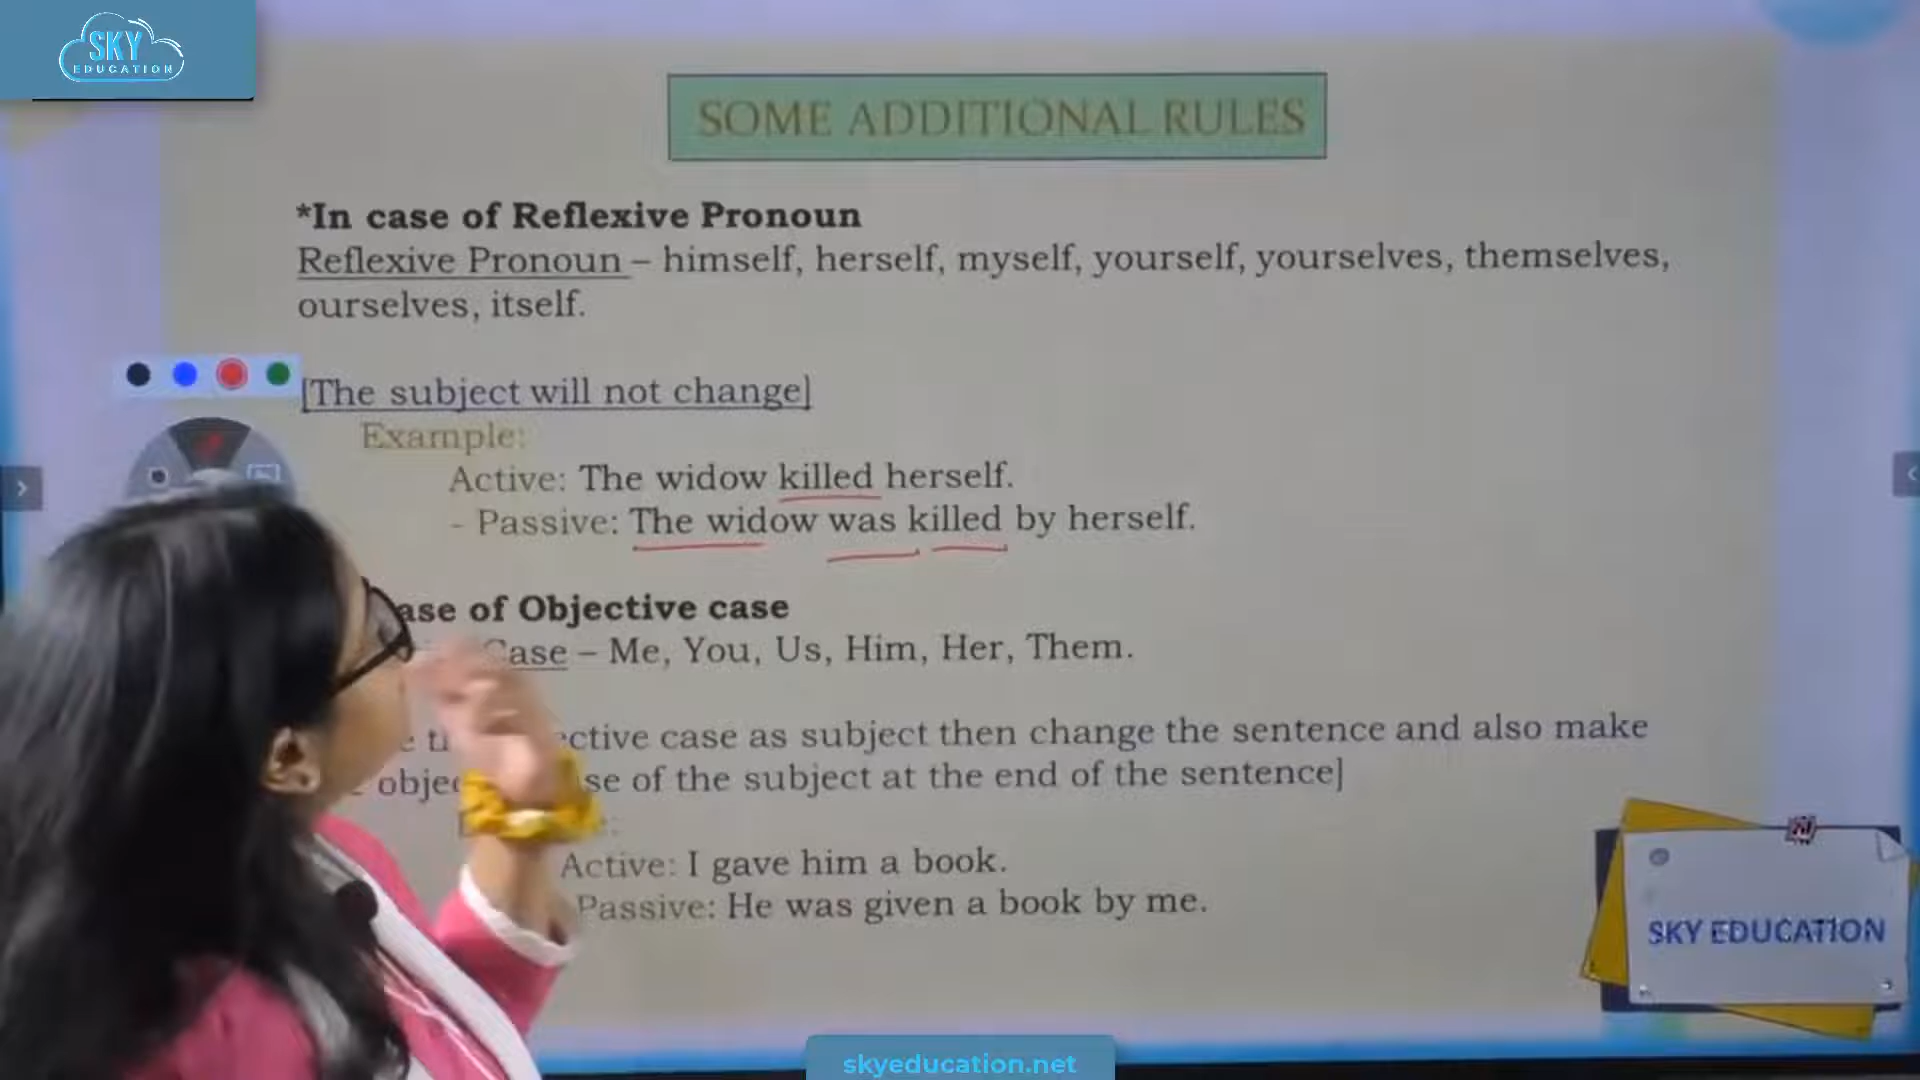 SKY
EDUCATION
SOME ADDITIONAL RULES
*In case of Reflexive Pronoun
Reflexive Pronoun – himself, herself, myself, yourself, yourselves, themselves,
ourselves, itself.
[The subject will not change]
Example:
Active: The widow killed herself.
- Passive: The widow was killed by herself.
ase of Objective case
Case – Me, You, Us, Him, Her, Them.
ctive case as subject then change the sentence and also make
objec se of the subject at the end of the sentence]
Active: I gave him a book.
Passive: He was given a book by me.
SKY EDUCATION
skyeducation.net